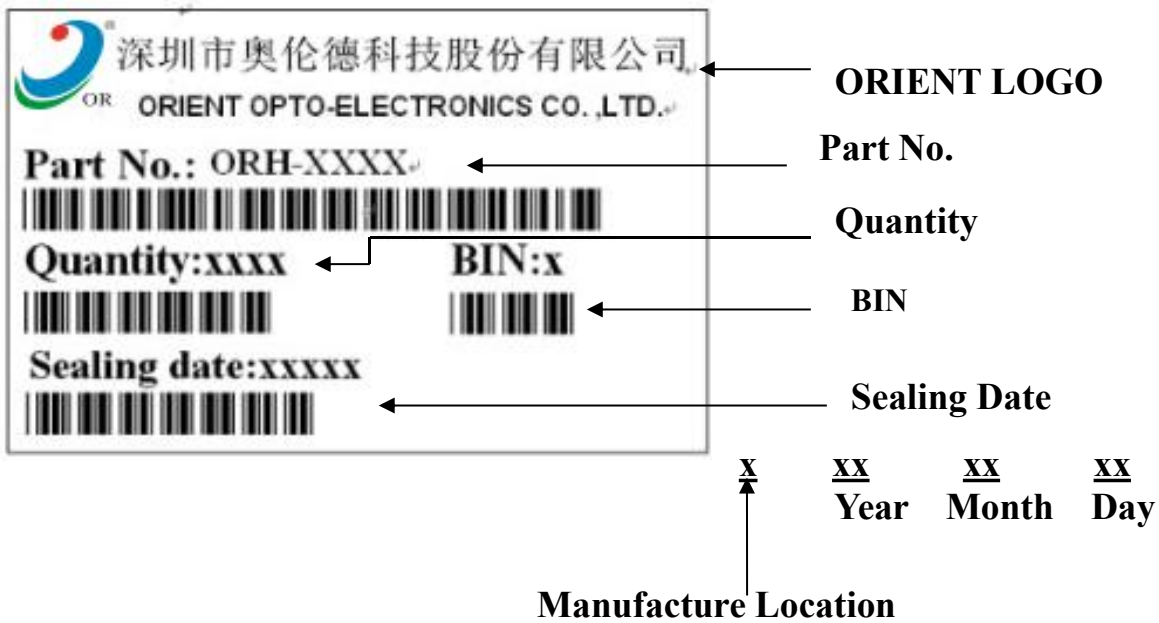 深圳市奥伦德科技股份有限公司
OR
ORIENT OPTO-ELECTRONICS CO. ,LTD.
ORIENT LOGO
Part No.: ORH-XXXX
Part No.
Quantity
Quantity:xxxx
BIN:x
BIN
Sealing date:xxxxx
Sealing Date
x xx xx xx
Year Month Day
Manufacture Location